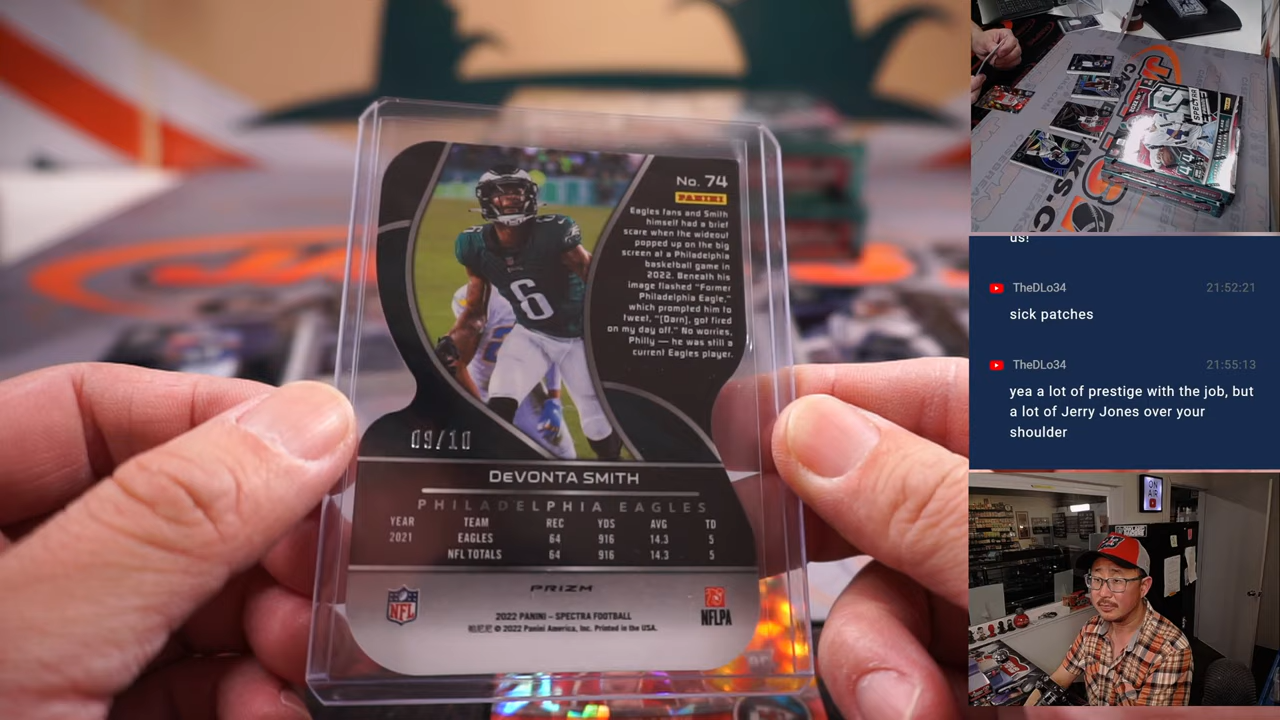 No. 74
PANINI
Eagles fans and Smith
himself had a brief
scare when the wideout
popped up on the big
screen at a Philadelphia
basketball game in
2022. Beneath his
image flashed "Former
Philadelphia Eagle,"
which prompted him to
tweet, "[Darn], got fired
on my day off." No worries,
Philly — he was still a
current Eagles player.
6
09/10
DEVONTA SMITH
PHILADELPHIA EAGLES
YEAR TEAM REC YDS AVG TD
2021 EAGLES 64 916 14.3 5
NFL TOTALS 64 916 14.3 5
PRIZM
NFL
NFLPA
2022 PANINI – SPECTRA FOOTBALL
帕尼尼 © 2022 Panini America, Inc. Printed in the USA.
us!
TheDLo34 21:52:21
sick patches
TheDLo34 21:55:13
yea a lot of prestige with the job, but
a lot of Jerry Jones over your
shoulder
ON
AIR